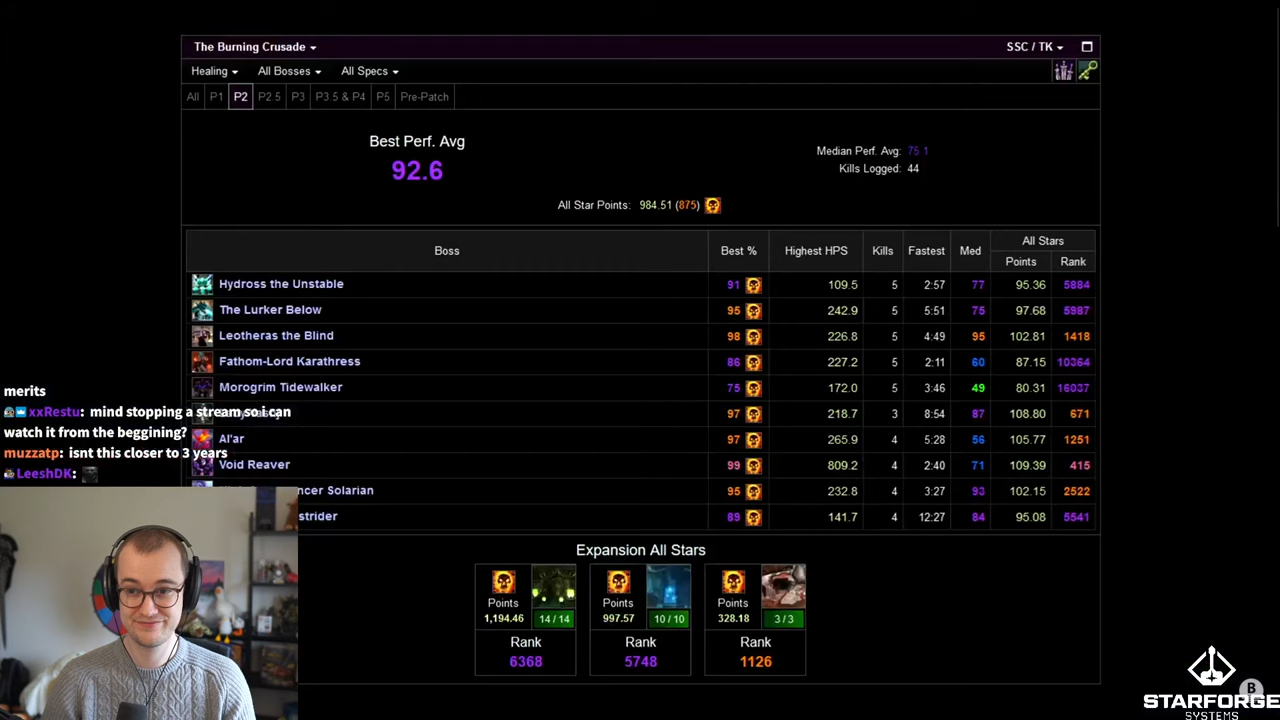 The Burning Crusade
SSC / TK
Healing All Bosses All Specs
All P1 P2 P2.5 P3 P3.5 & P4 P5 Pre-Patch
Best Perf. Avg
92.6
Median Perf. Avg: 75.1
Kills Logged: 44
All Star Points: 984.51 (875)
Boss Best % Highest HPS Kills Fastest Med All Stars
Points Rank
Hydross the Unstable 91 109.5 5 2:57 77 95.36 5884
The Lurker Below 95 242.9 5 5:51 75 97.68 5987
Leotheras the Blind 98 226.8 5 4:49 95 102.81 1418
Fathom-Lord Karathress 86 227.2 5 2:11 60 87.15 10364
Morogrim Tidewalker 75 172.0 5 3:46 49 80.31 16037
97 218.7 3 8:54 87 108.80 671
Al'ar 97 265.9 4 5:28 56 105.77 1251
Void Reaver 99 809.2 4 2:40 71 109.39 415
ncer Solarian 95 232.8 4 3:27 93 102.15 2522
strider 89 141.7 4 12:27 84 95.08 5541
merits
xxRestu: mind stopping a stream so i can
watch it from the beggining?
muzzatp: isnt this closer to 3 years
LeeshDK:
Expansion All Stars
Points
1,194.46 14 / 14
Rank
6368
Points
997.57 10 / 10
Rank
5748
Points
328.18 3 / 3
Rank
1126
B
STARFORGE
SYSTEMS